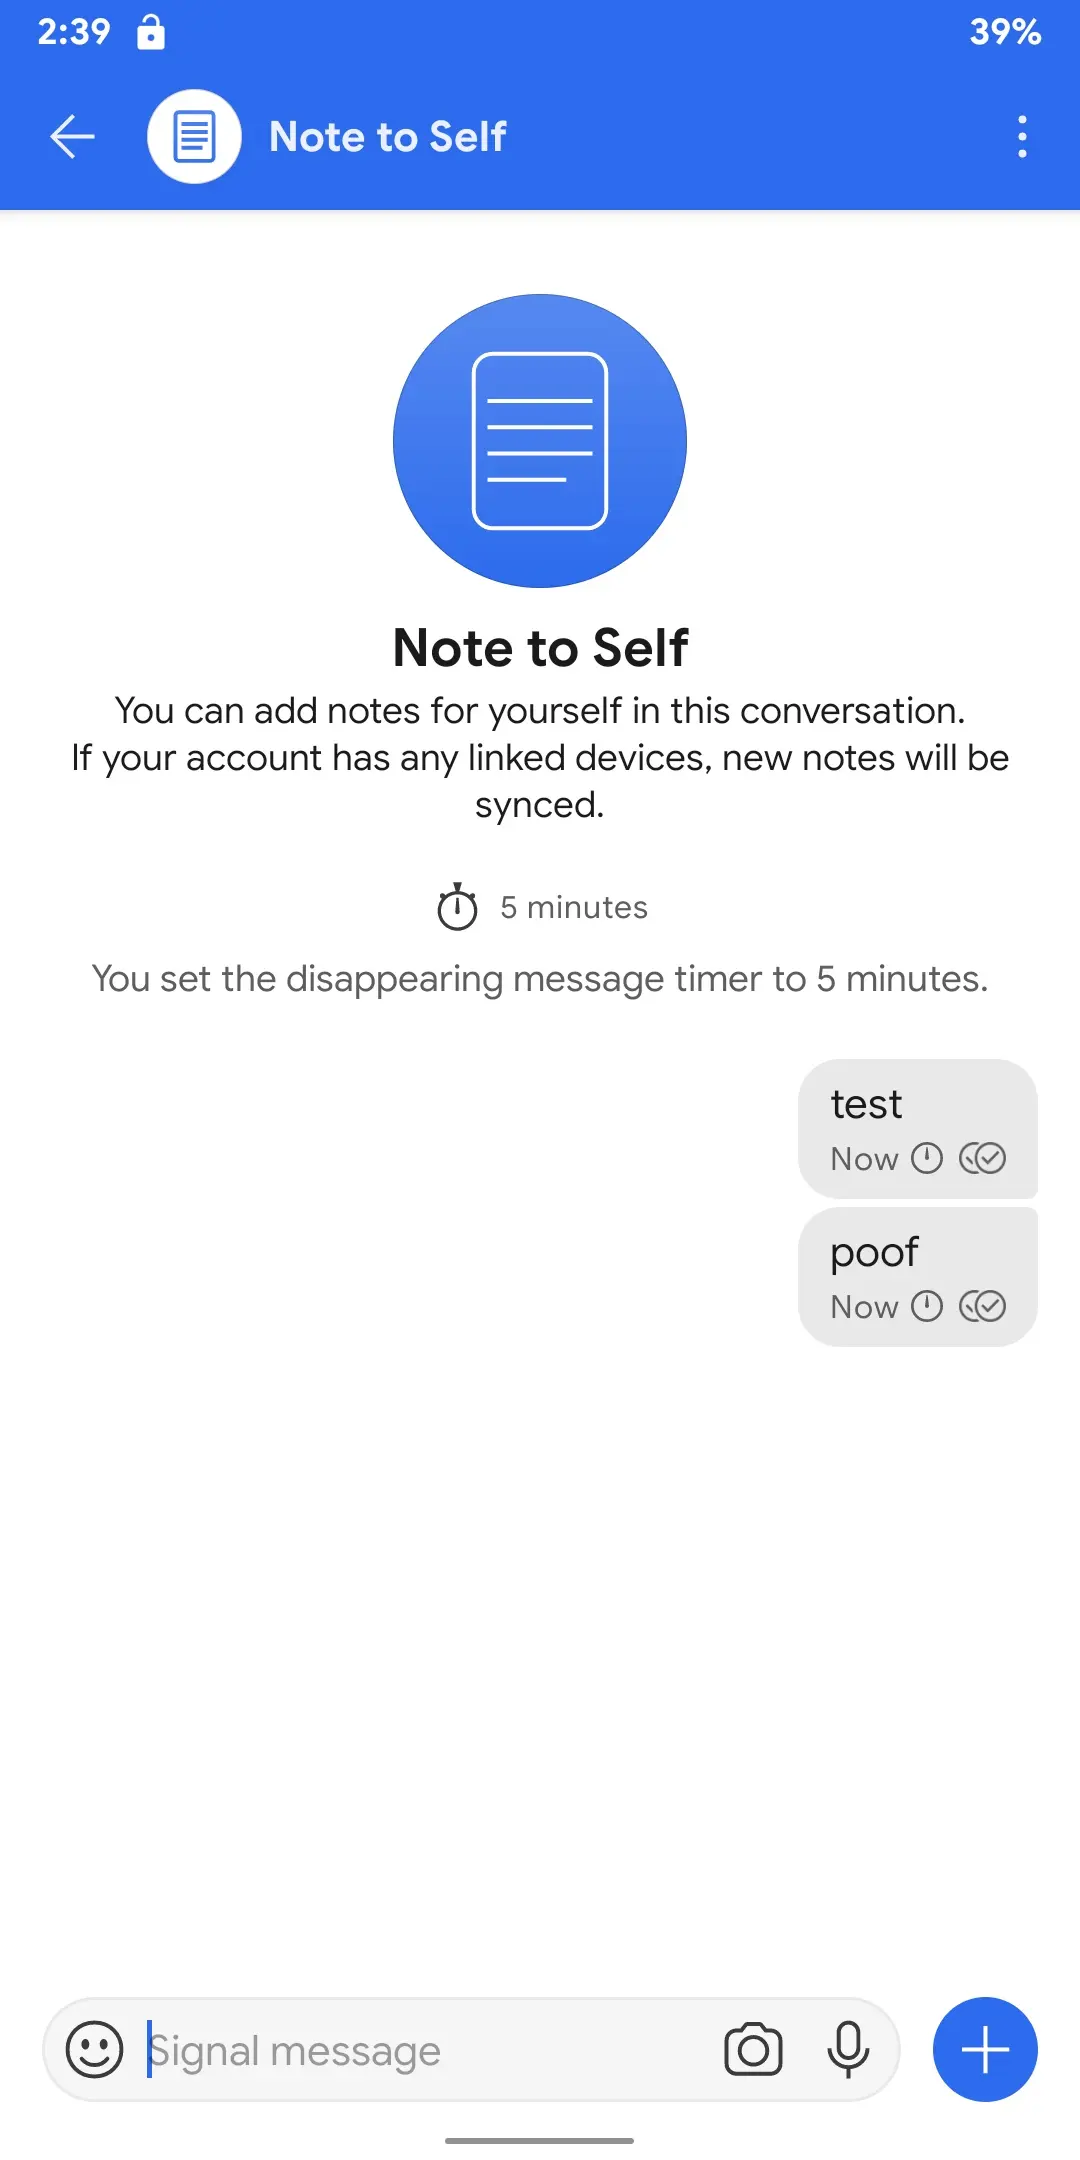 2:39
39%
Note to Self
Note to Self
You can add notes for yourself in this conversation.
If your account has any linked devices, new notes will be
synced.
5 minutes
You set the disappearing message timer to 5 minutes.
test
Now
poof
Now
Signal message